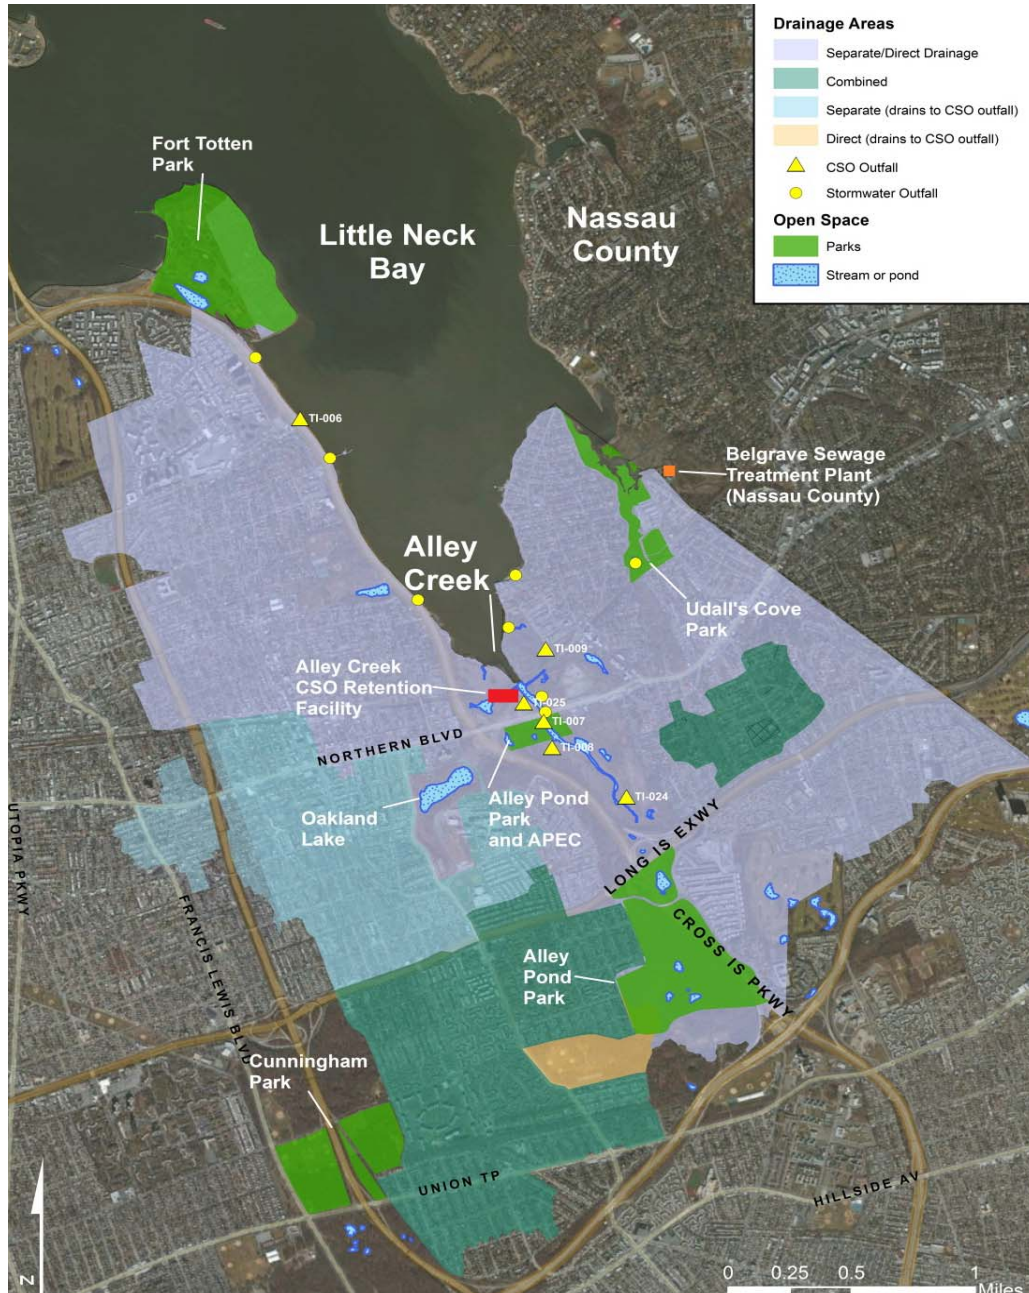 Drainage Areas
Separate/Direct Drainage
Combined
Separate (drains to CSO outfall)
Direct (drains to CSO outfall)
CSO Outfall
Stormwater Outfall
Open Space
Parks
Stream or pond
Fort Totten
Park
Little Neck
Bay
Nassau
County
TI-006
Belgrave Sewage
Treatment Plant
(Nassau County)
Alley
Creek
Udall's Cove
Park
TI-009
Alley Creek
CSO Retention
Facility
TI-025
TI-007
NORTHERN BLVD
TI-008
Oakland
Lake
Alley Pond
Park
and APEC
TI-024
LONG IS EXWY
UTOPIA PKWY
FRANCIS LEWIS BLVD
CROSS IS PKWY
Alley
Pond
Park
Cunningham
Park
UNION TP
HILLSIDE AV
N
0 0.25 0.5 1
Miles